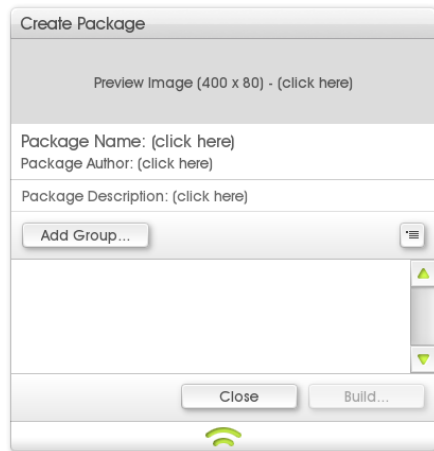 Create Package
Preview Image (400 x 80) - (click here)
Package Name: (click here)
Package Author: (click here)
Package Description: (click here)
Add Group...
Close
Build...